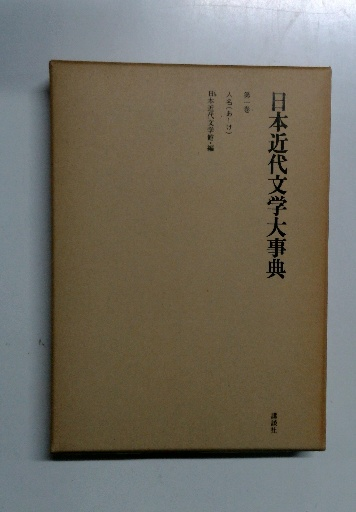 日本近代文学大事典
第一巻
人名(あ〜け)
日本近代文学館・編
講談社